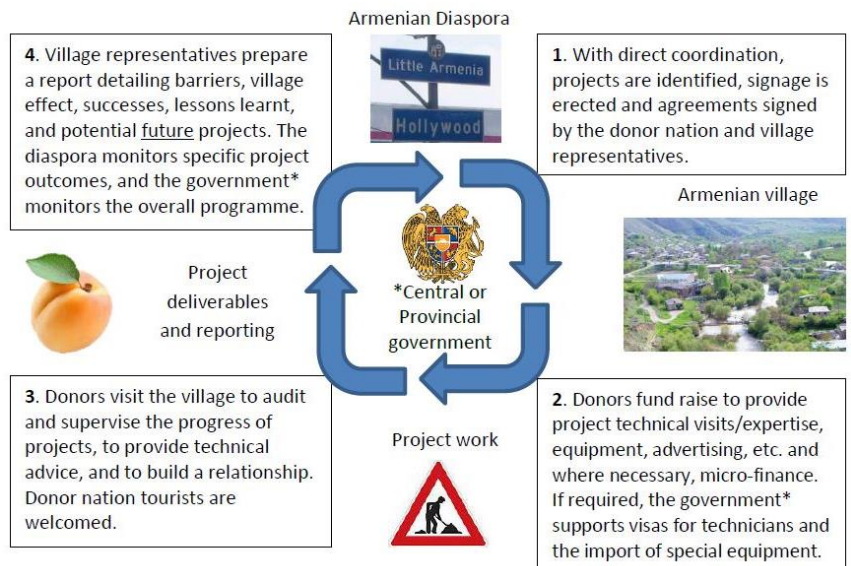 Armenian Diaspora
Little Armenia
Hollywood
4. Village representatives prepare
a report detailing barriers, village
effect, successes, lessons learnt,
and potential future projects. The
diaspora monitors specific project
outcomes, and the government*
monitors the overall programme.
1. With direct coordination,
projects are identified, signage is
erected and agreements signed
by the donor nation and village
representatives.
Armenian village
*Central or
Provincial
government
Project
deliverables
and reporting
3. Donors visit the village to audit
and supervise the progress of
projects, to provide technical
advice, and to build a relationship.
Donor nation tourists are
welcomed.
Project work
2. Donors fund raise to provide
project technical visits/expertise,
equipment, advertising, etc. and
where necessary, micro-finance.
If required, the government*
supports visas for technicians and
the import of special equipment.